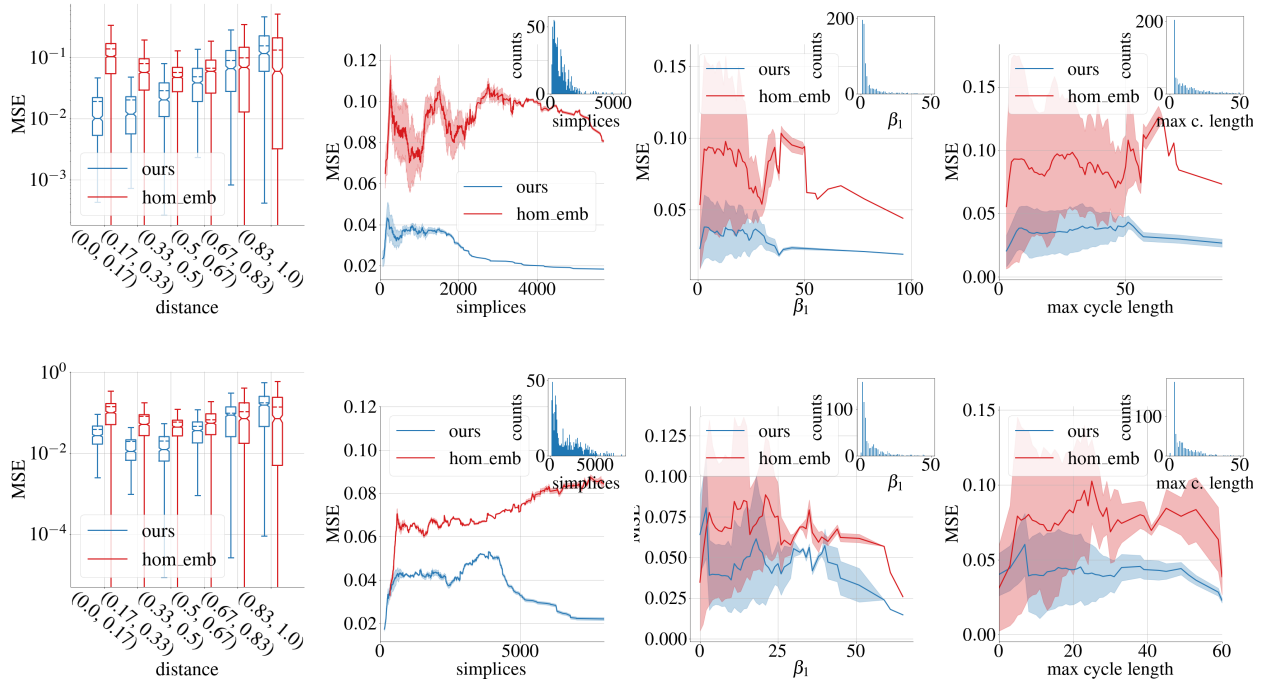 MSE
10⁻¹
10⁻²
10⁻³
ours
hom_emb
(0.0, 0.17)
(0.17, 0.33)
(0.33, 0.5)
(0.5, 0.67)
(0.67, 0.83)
(0.83, 1.0)
distance
MSE
0.12
0.10
0.08
0.06
0.04
0.02
ours
hom_emb
0 2000 4000
simplices
counts
50
0
0 5000
simplices
MSE
0.15
0.10
0.05
ours
hom_emb
0 50 100
β₁
counts
200
0
0 50
β₁
MSE
0.15
0.10
0.05
0.00
ours
hom_emb
0 50
max cycle length
counts
200
0
0 50
max c. length
MSE
10⁰
10⁻²
10⁻⁴
ours
hom_emb
(0.0, 0.17)
(0.17, 0.33)
(0.33, 0.5)
(0.5, 0.67)
(0.67, 0.83)
(0.83, 1.0)
distance
MSE
0.12
0.10
0.08
0.06
0.04
0.02
ours
hom_emb
0 5000
simplices
counts
50
0
0 5000
simplices
MSE
0.125
0.100
0.075
0.050
0.025
0.000
ours
hom_emb
0 25 50
β₁
counts
100
0
0 50
β₁
MSE
0.15
0.10
0.05
0.00
ours
hom_emb
0 20 40 60
max cycle length
counts
100
0
0 50
max c. length